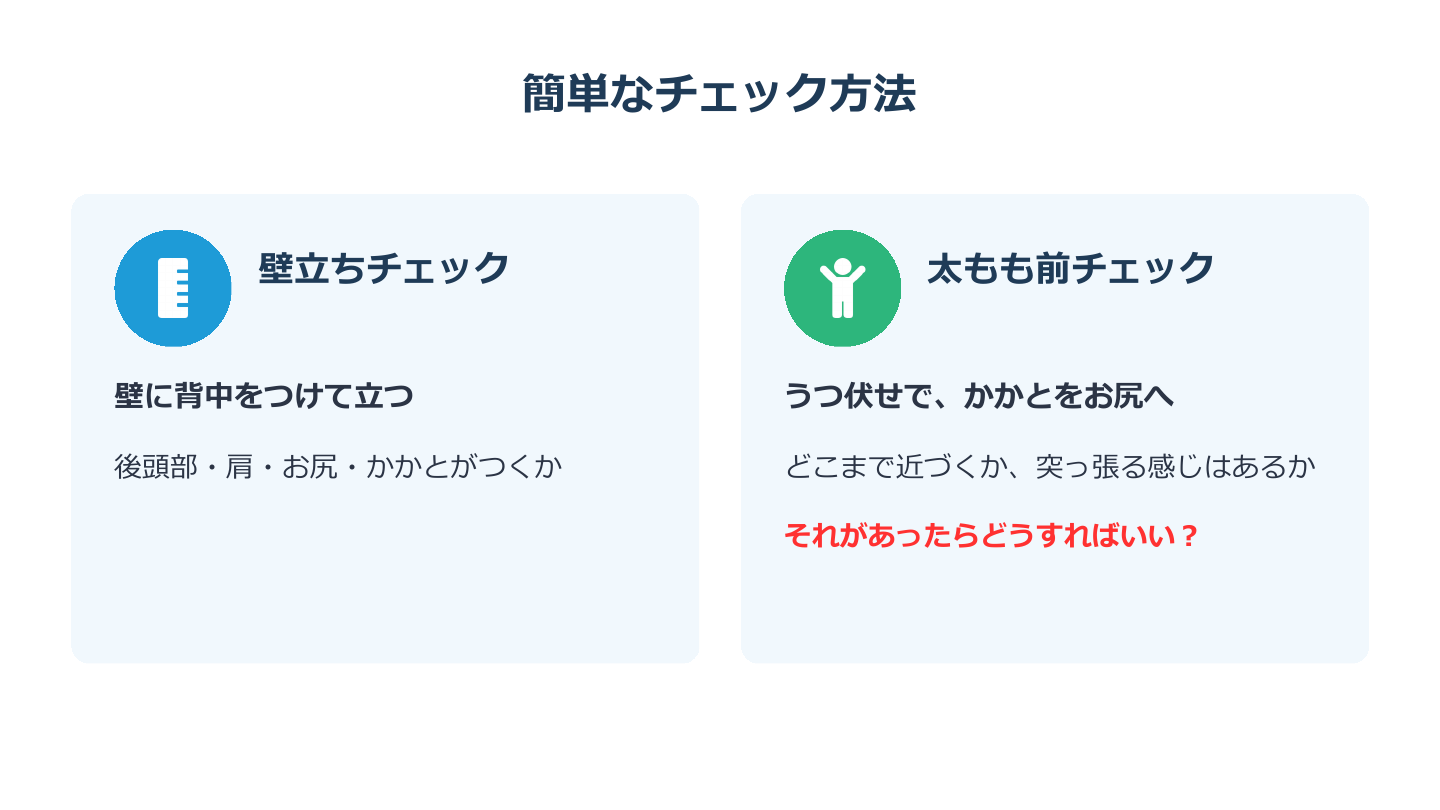 簡単なチェック方法
壁立ちチェック
壁に背中をつけて立つ
後頭部・肩・お尻・かかとがつくか
太もも前チェック
うつ伏せで、かかとをお尻へ
どこまで近づくか、突っ張る感じはあるか
それがあったらどうすればいい？